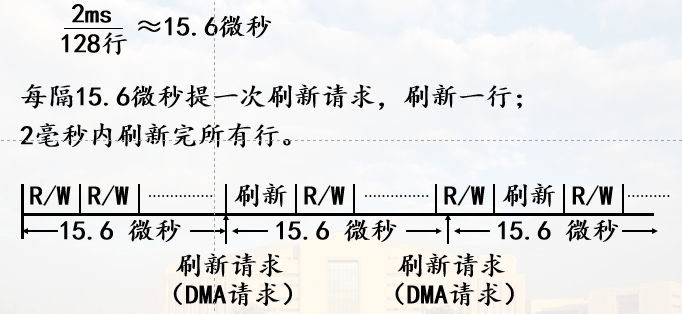 2ms
128行
≈15.6微秒
每隔15.6微秒提一次刷新请求，刷新一行；
2毫秒内刷新完所有行。
R/W R/W ⋯⋯ 刷新 R/W ⋯⋯ R/W 刷新 R/W ⋯⋯
15.6 微秒 15.6 微秒 15.6 微秒
刷新请求 刷新请求
（DMA请求） （DMA请求）